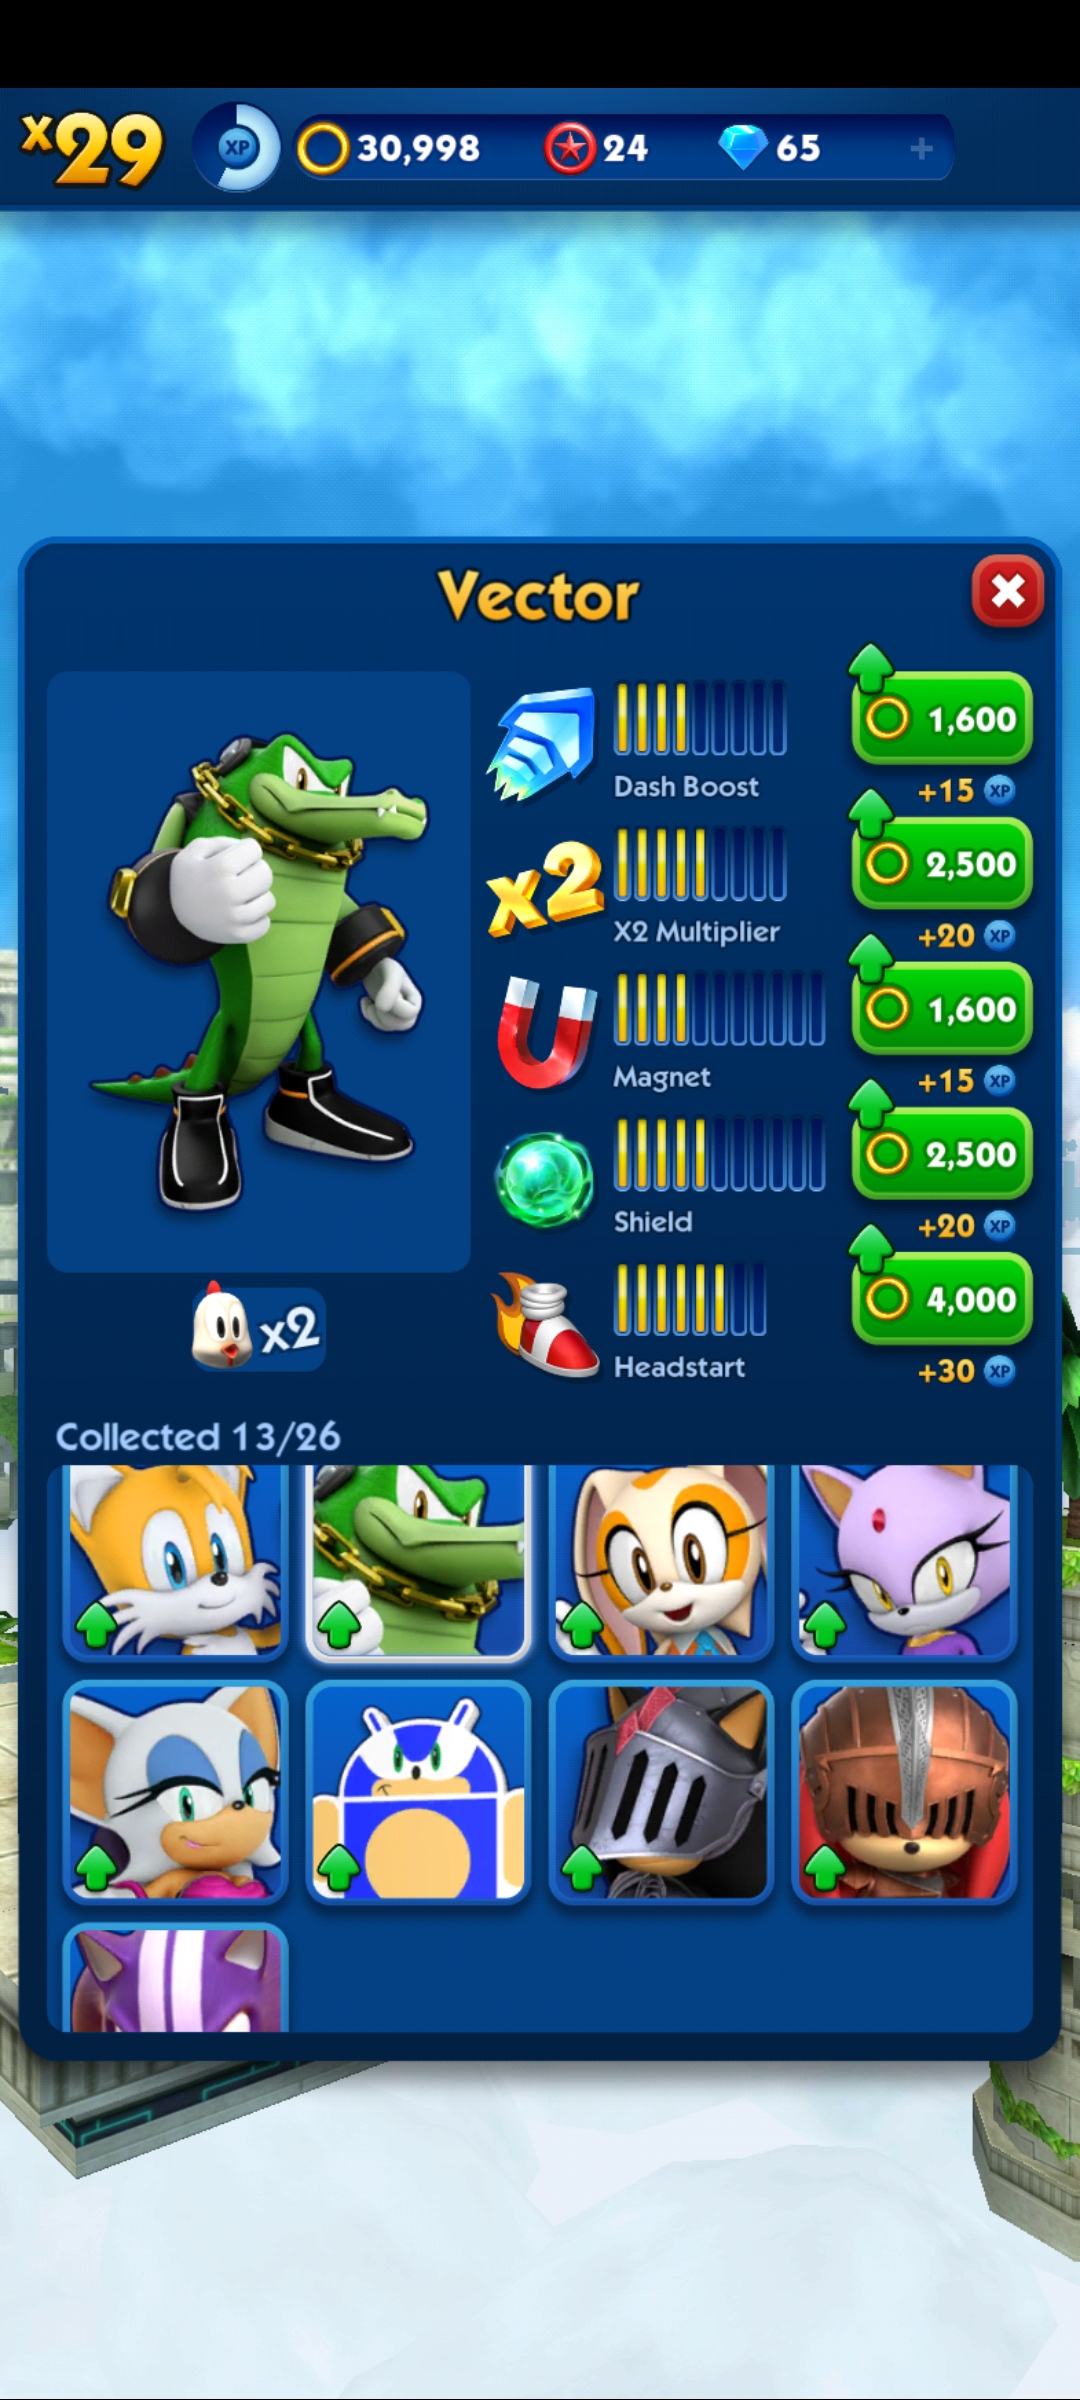 x29 XP 30,998 24 65 +
Vector
1,600
Dash Boost
+15 XP
x2
2,500
X2 Multiplier
+20 XP
1,600
Magnet
+15 XP
2,500
Shield
+20 XP
x2
4,000
Headstart
+30 XP
Collected 13/26